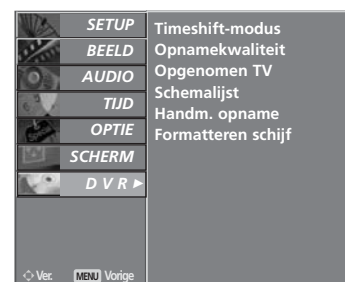 SETUP
BEELD
AUDIO
TIJD
OPTIE
SCHERM
D V R ►
Timeshift-modus
Opnamekwaliteit
Opgenomen TV
Schemalijst
Handm. opname
Formatteren schijf
Ver. MENU Vorige